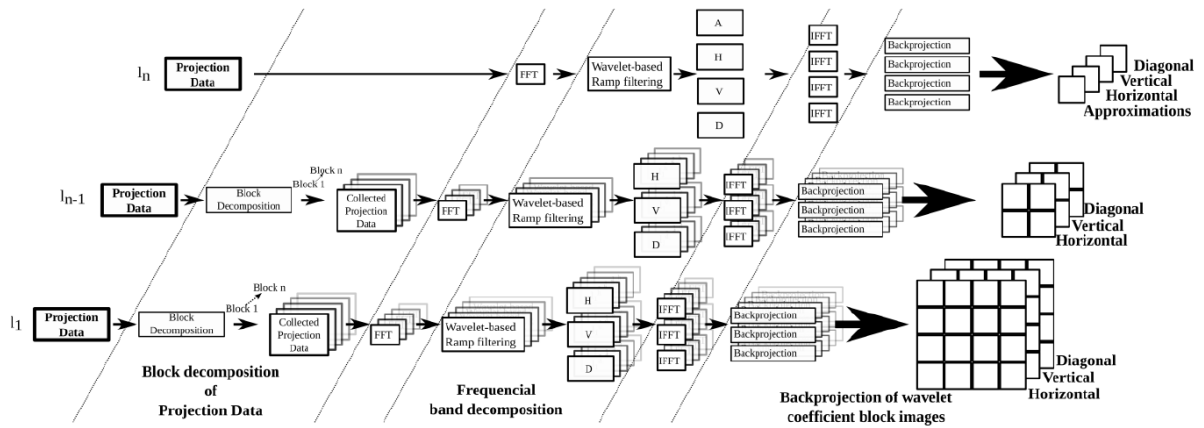 l_n
Projection
Data
FFT
Wavelet-based
Ramp filtering
A
H
V
D
IFFT
IFFT
IFFT
IFFT
Backprojection
Backprojection
Backprojection
Backprojection
Diagonal
Vertical
Horizontal
Approximations
l_n-1
Projection
Data
Block
Decomposition
Block 1
Block n
Collected
Projection
Data
FFT
Wavelet-based
Ramp filtering
H
V
D
IFFT
IFFT
IFFT
Backprojection
Backprojection
Backprojection
Diagonal
Vertical
Horizontal
l_1
Projection
Data
Block
Decomposition
Block 1
Block n
Collected
Projection
Data
FFT
Wavelet-based
Ramp filtering
H
V
D
IFFT
IFFT
IFFT
Backprojection
Backprojection
Backprojection
Diagonal
Vertical
Horizontal
Block decomposition
of
Projection Data
Frequencial
band decomposition
Backprojection of wavelet
coefficient block images